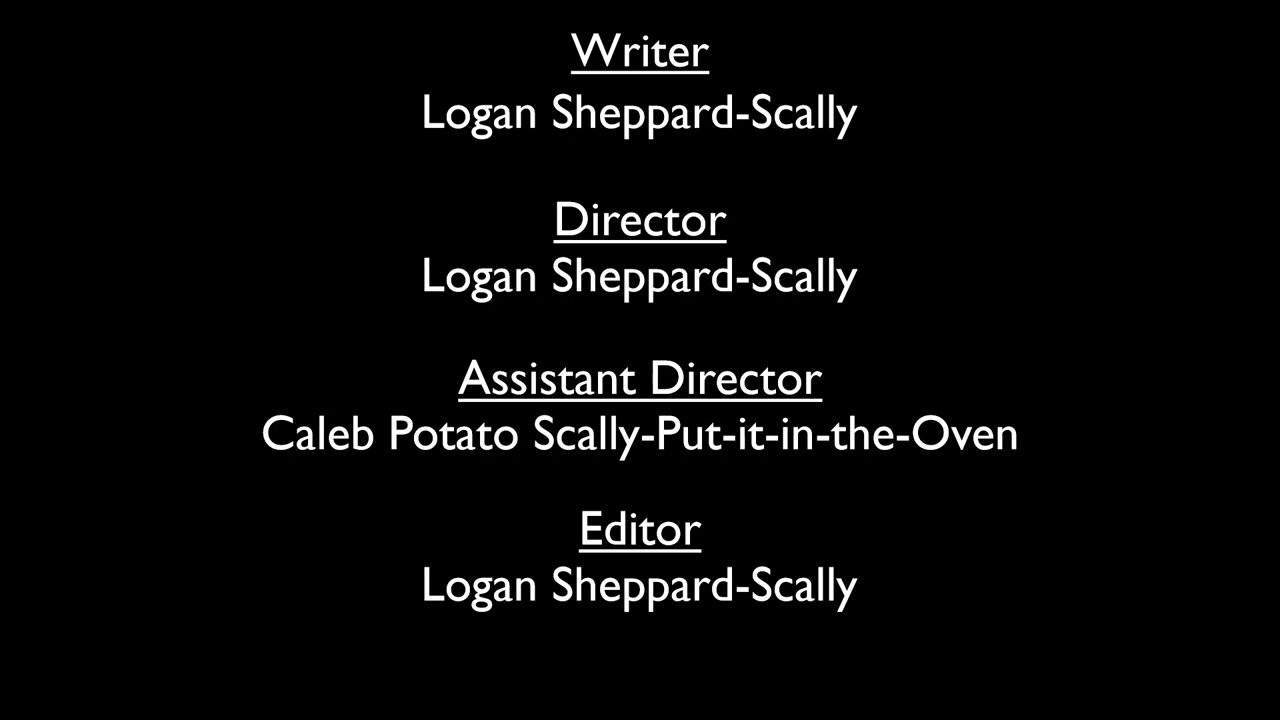 Writer
Logan Sheppard-Scally
Director
Logan Sheppard-Scally
Assistant Director
Caleb Potato Scally-Put-it-in-the-Oven
Editor
Logan Sheppard-Scally